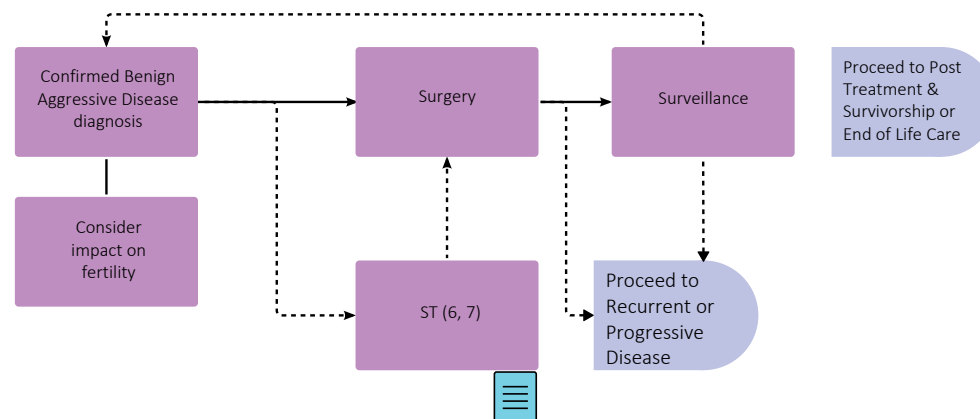 Confirmed Benign
Aggressive Disease
diagnosis
Surgery
Surveillance
Proceed to Post
Treatment &
Survivorship or
End of Life Care
Consider
impact on
fertility
ST (6, 7)
Proceed to
Recurrent or
Progressive
Disease